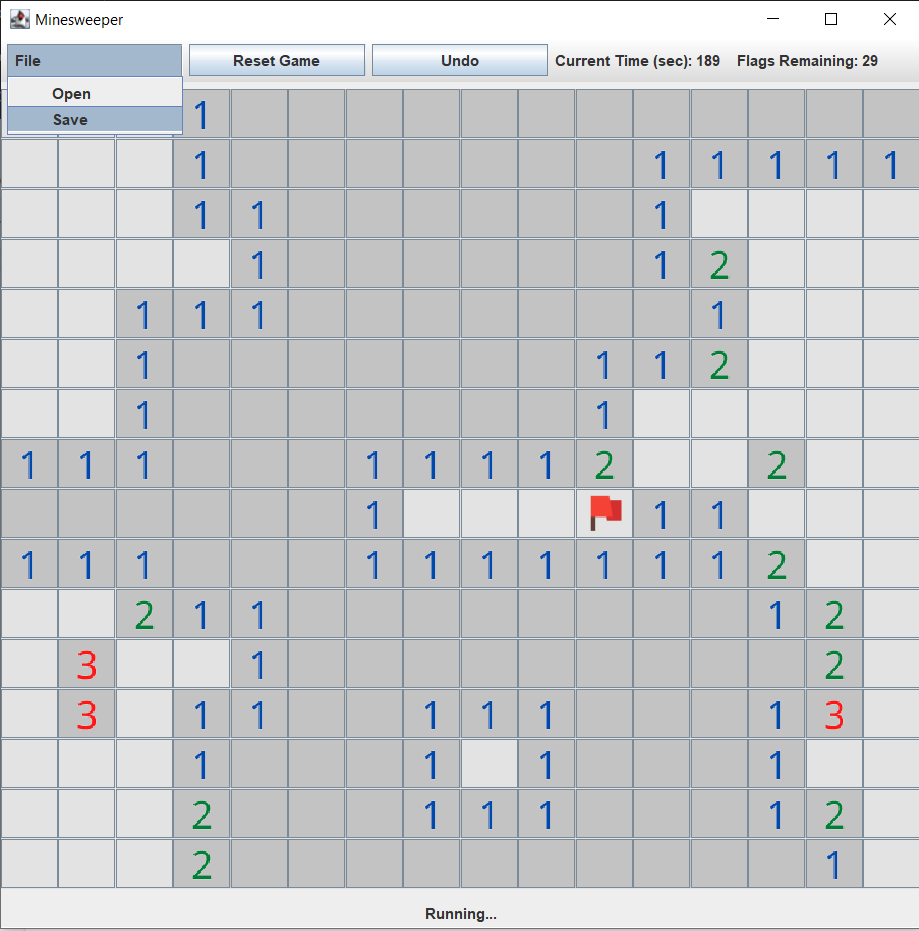 Minesweeper
File Reset Game Undo Current Time (sec): 189 Flags Remaining: 29
Open
Save
1
1 1 1 1 1 1
1 1 1
1 1 2
1 1 1 1
1 1 1 2
1 1
1 1 1 1 1 1 1 2 2
1 1 1
1 1 1 1 1 1 1 1 1 1 2
2 1 1 1 2
3 1 2
3 1 1 1 1 1 1 3
1 1 1 1
2 1 1 1 1 2
2 1
Running...